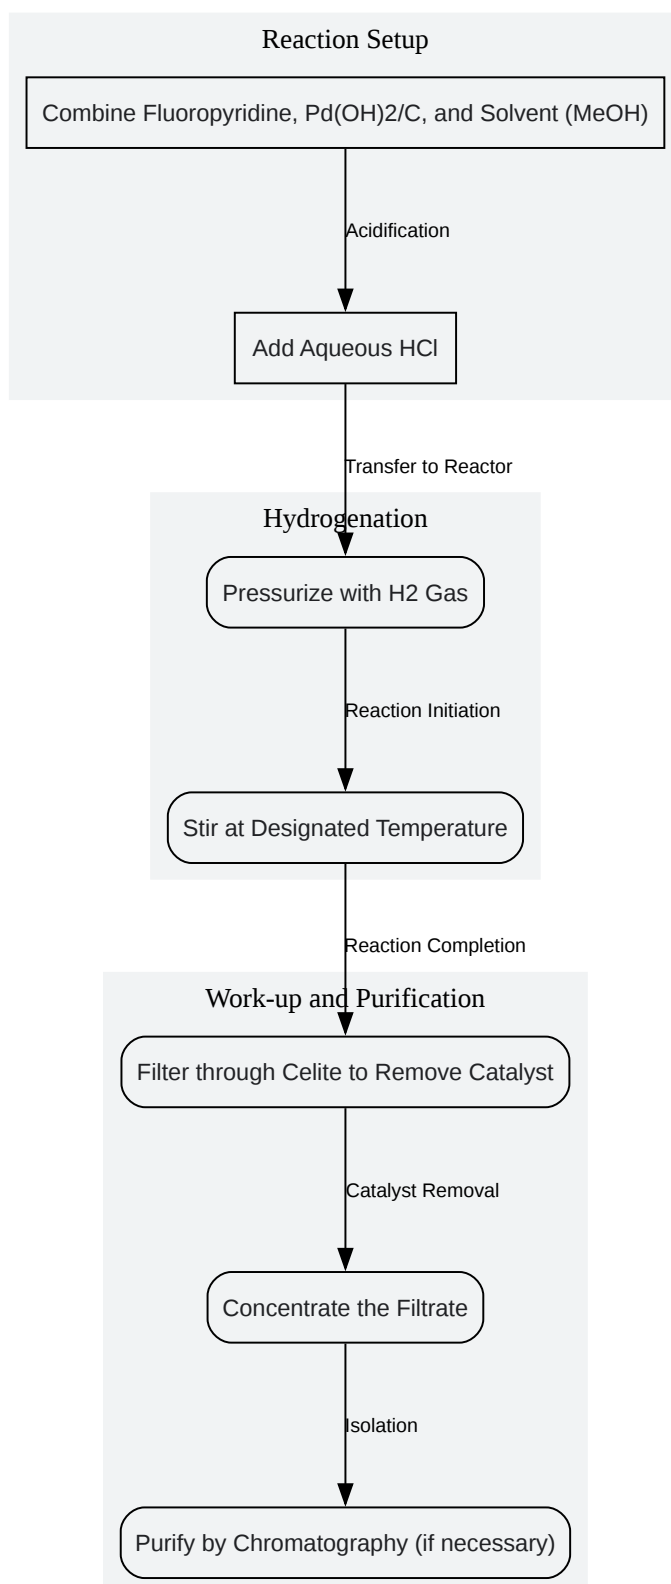 Reaction Setup
Combine Fluoropyridine, Pd(OH)2/C, and Solvent (MeOH)
Acidification
Add Aqueous HCl
Transfer to Reactor
Hydrogenation
Pressurize with H2 Gas
Reaction Initiation
Stir at Designated Temperature
Reaction Completion
Work-up and Purification
Filter through Celite to Remove Catalyst
Catalyst Removal
Concentrate the Filtrate
Isolation
Purify by Chromatography (if necessary)